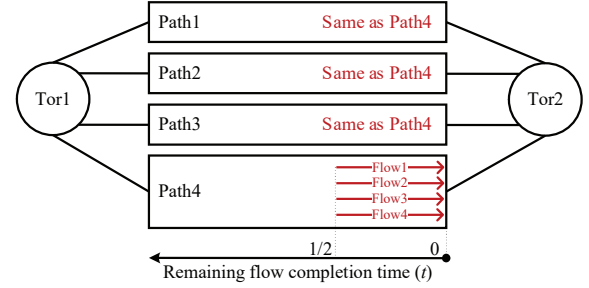 Path1 Same as Path4
Path2 Same as Path4
Tor1 Tor2
Path3 Same as Path4
Path4
Flow1
Flow2
Flow3
Flow4
1/2 0
Remaining flow completion time (t)